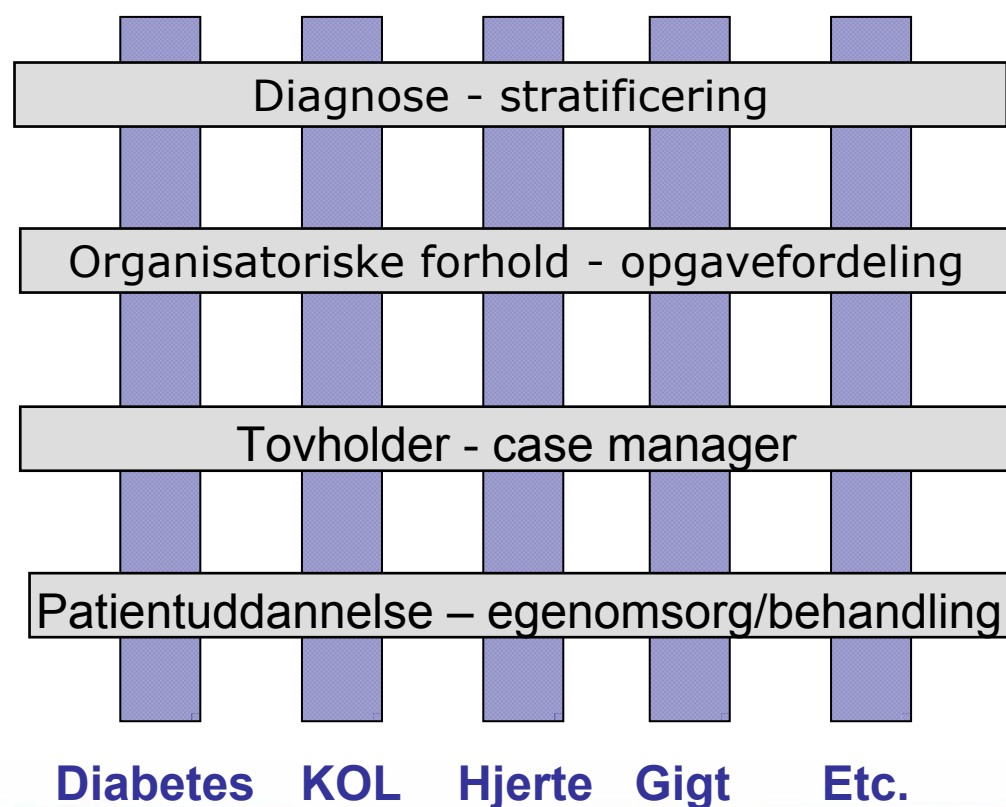 Diagnose - stratificering
Organisatoriske forhold - opgavefordeling
Tovholder - case manager
Patientuddannelse – egenomsorg/behandling
Diabetes KOL Hjerte Gigt Etc.